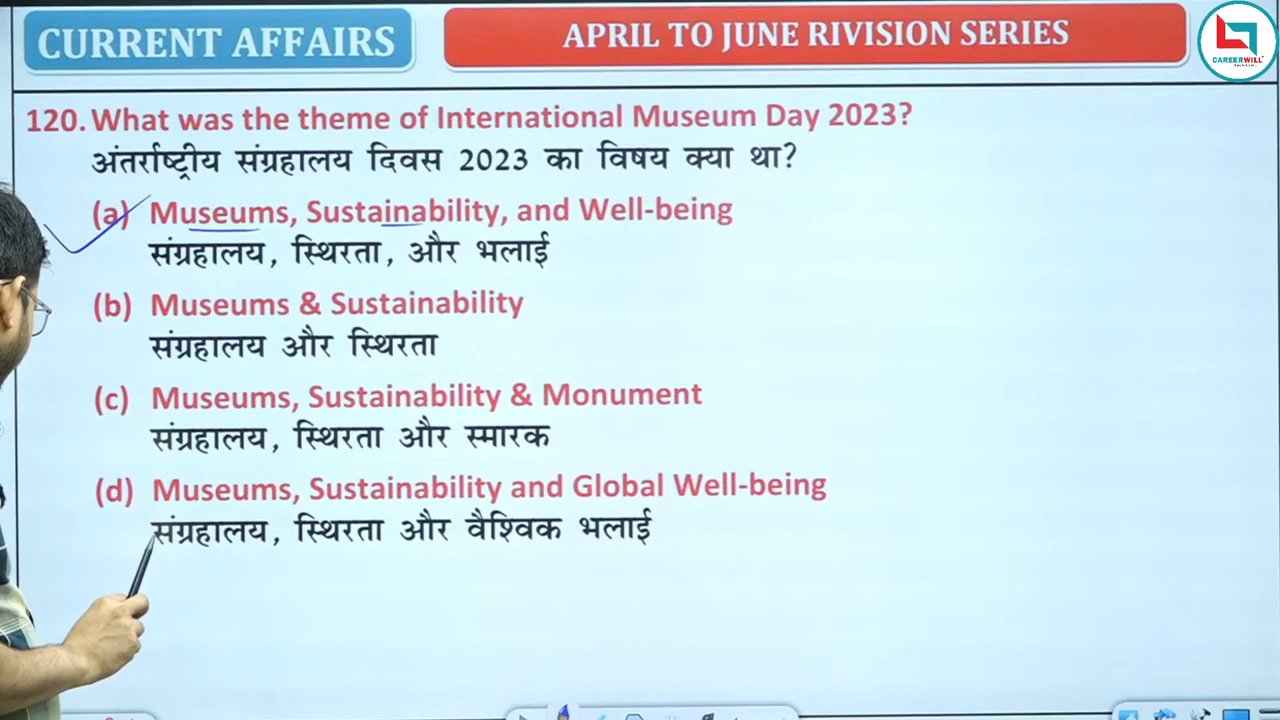 CURRENT AFFAIRS
APRIL TO JUNE RIVISION SERIES
CAREERWILL
120. What was the theme of International Museum Day 2023?
अंतर्राष्ट्रीय संग्रहालय दिवस 2023 का विषय क्या था?
(a) Museums, Sustainability, and Well-being
संग्रहालय, स्थिरता, और भलाई
(b) Museums & Sustainability
संग्रहालय और स्थिरता
(c) Museums, Sustainability & Monument
संग्रहालय, स्थिरता और स्मारक
(d) Museums, Sustainability and Global Well-being
संग्रहालय, स्थिरता और वैश्विक भलाई